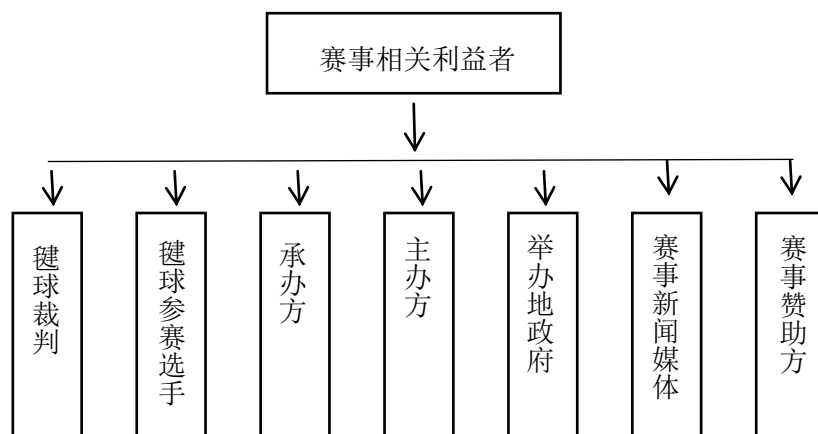 赛事相关利益者
毽球裁判
毽球参赛选手
承办方
主办方
举办地政府
赛事新闻媒体
赛事赞助方